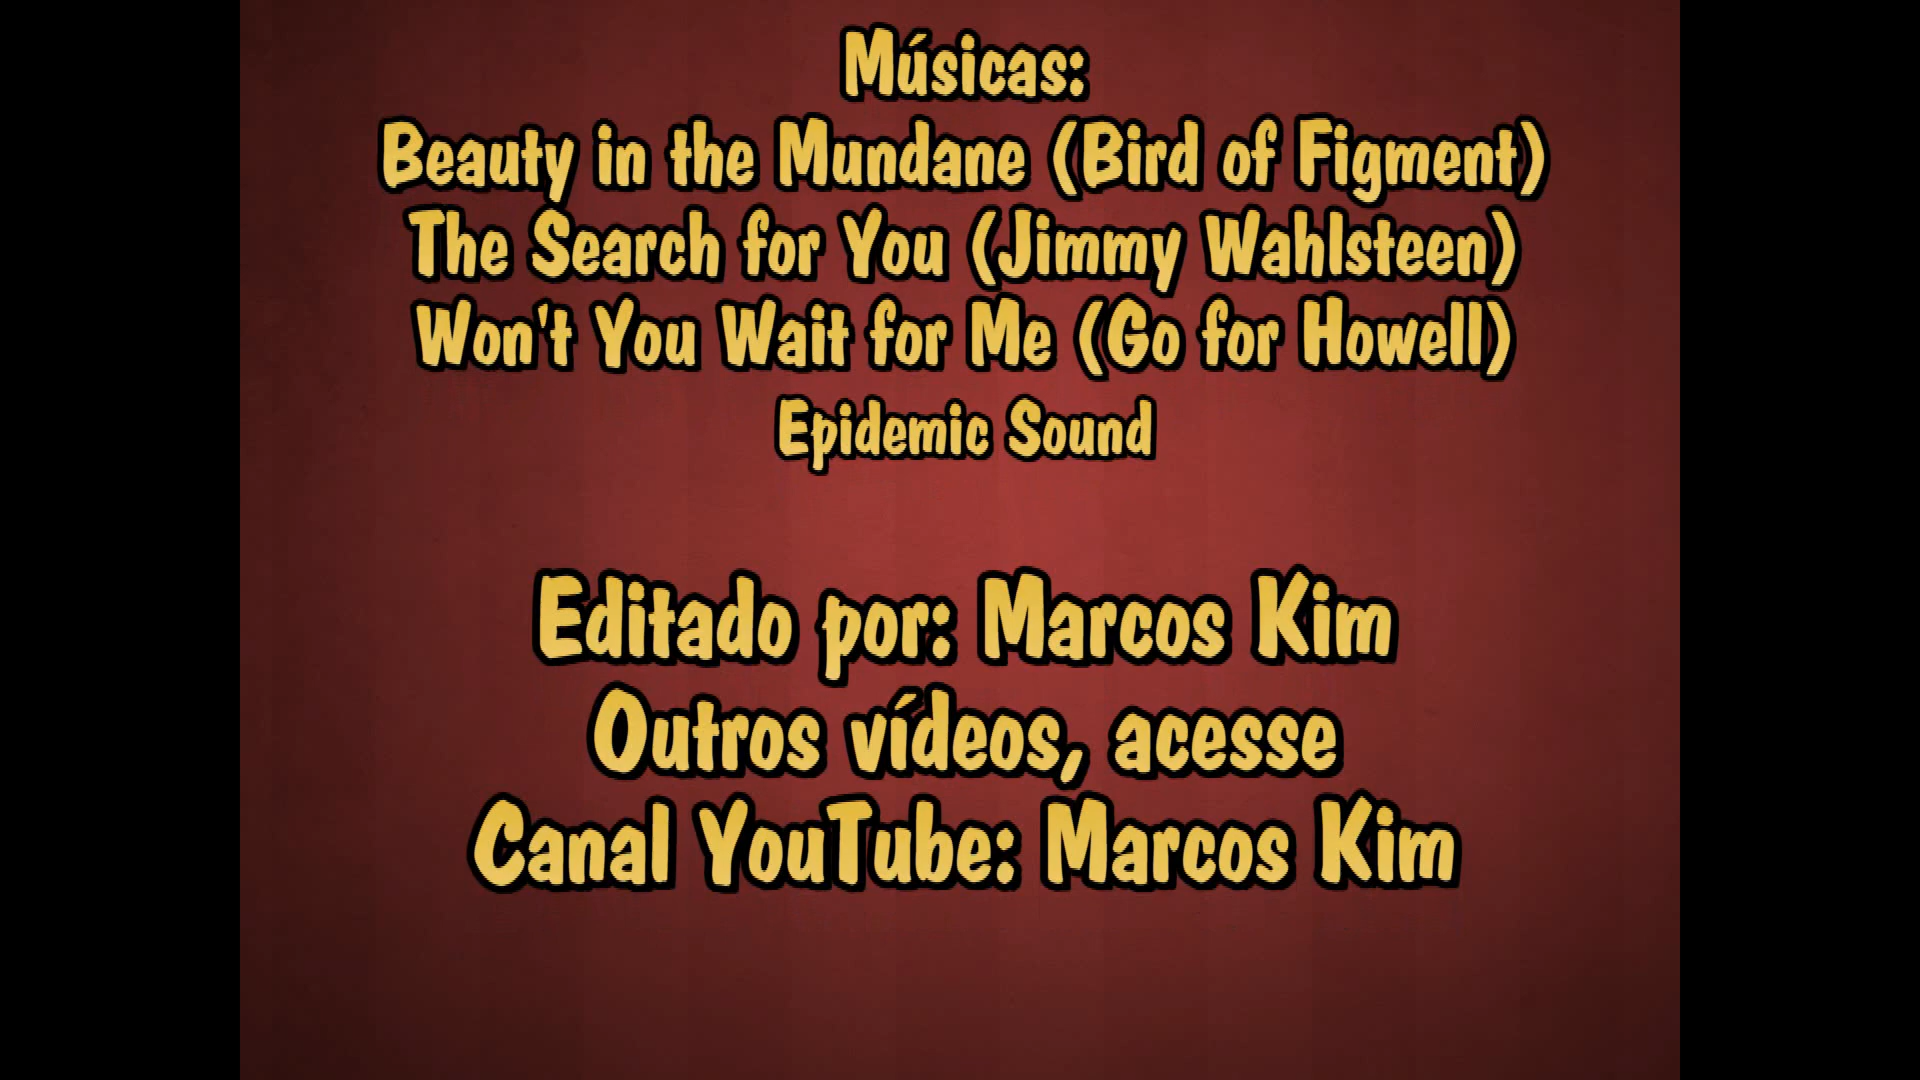 Músicas:
Beauty in the Mundane (Bird of Figment)
The Search for You (Jimmy Wahlsteen)
Won't You Wait for Me (Go for Howell)
Epidemic Sound
Editado por: Marcos Kim
Outros vídeos, acesse
Canal YouTube: Marcos Kim